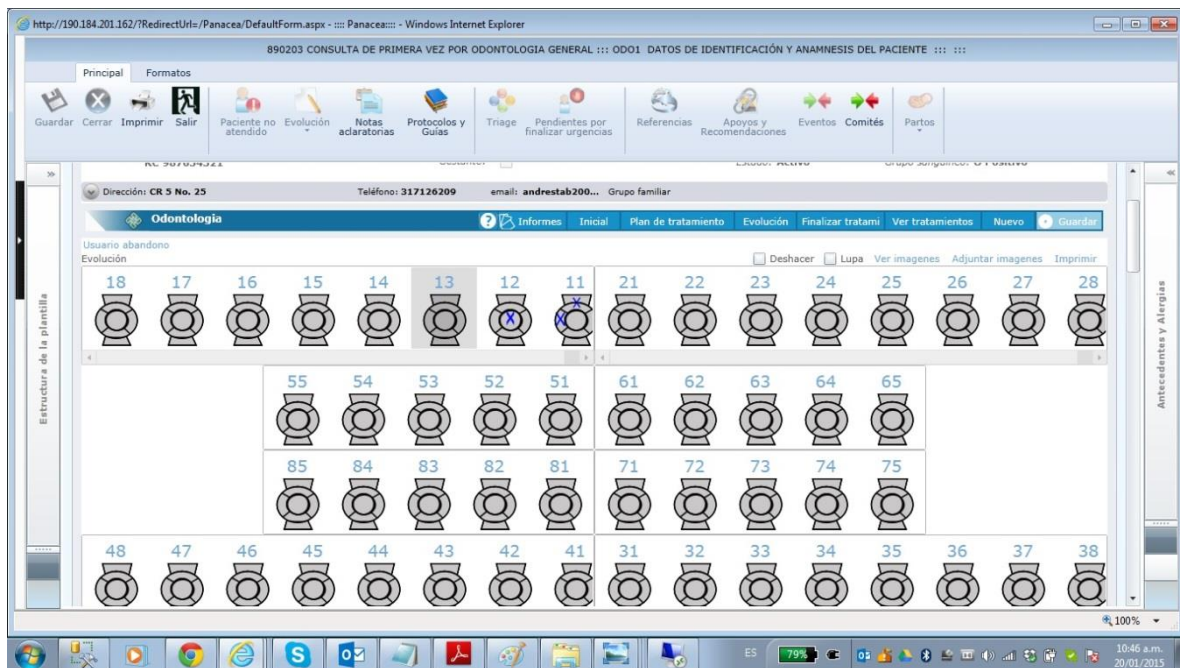 http://190.184.201.162/?RedirectUrl=/Panacea/DefaultForm.aspx - :::: Panacea:::: - Windows Internet Explorer
890203 CONSULTA DE PRIMERA VEZ POR ODONTOLOGIA GENERAL ::: ODO1 DATOS DE IDENTIFICACIÓN Y ANAMNESIS DEL PACIENTE ::: :::
Principal Formatos
Guardar Cerrar Imprimir Salir Paciente no atendido Evolución Notas aclaratorias Protocolos y Guías Triage Pendientes por finalizar urgencias Referencias Apoyos y Recomendaciones Eventos Comités Partos
RC 987654321 Estado: Activo Grupo sanguineo: O Positivo
Dirección: CR 5 No. 25 Teléfono: 317126209 email: andrestab200... Grupo familiar
Odontologia ? Informes Inicial Plan de tratamiento Evolución Finalizar tratami Ver tratamientos Nuevo Guardar
Usuario abandono
Evolución Deshacer Lupa Ver imagenes Adjuntar imagenes Imprimir
18 17 16 15 14 13 12 11 21 22 23 24 25 26 27 28
X X X
55 54 53 52 51 61 62 63 64 65
85 84 83 82 81 71 72 73 74 75
48 47 46 45 44 43 42 41 31 32 33 34 35 36 37 38
Estructura de la plantilla
Antecedentes y Alergias
100%
ES 79% 10:46 a.m.
20/01/2015